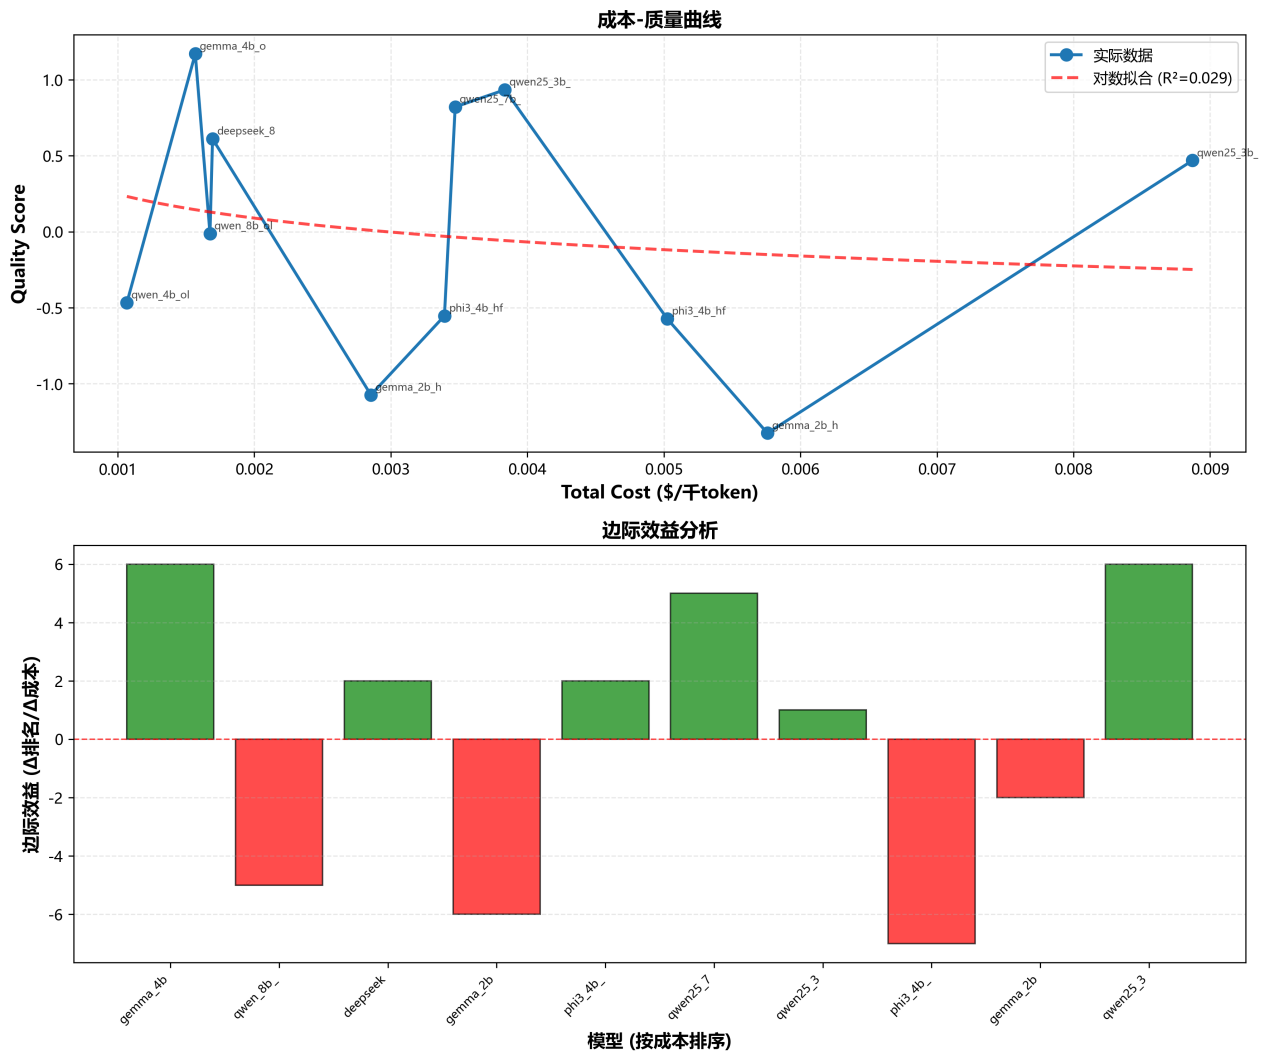 成本-质量曲线
实际数据
对数拟合 (R²=0.029)
gemma_4b_o
qwen25_3b_
qwen25_7b_
deepseek_8
qwen25_3b_
qwen_8b_ol
qwen_4b_ol
phi3_4b_hf
phi3_4b_hf
gemma_2b_h
gemma_2b_h
Quality Score
1.0
0.5
0.0
-0.5
-1.0
0.001 0.002 0.003 0.004 0.005 0.006 0.007 0.008 0.009
Total Cost ($/千token)
边际效益分析
边际效益 (Δ排名/Δ成本)
6
4
2
0
-2
-4
-6
gemma_4b qwen_8b_ deepseek gemma_2b phi3_4b_ qwen25_7 qwen25_3 phi3_4b_ gemma_2b qwen25_3
模型 (按成本排序)